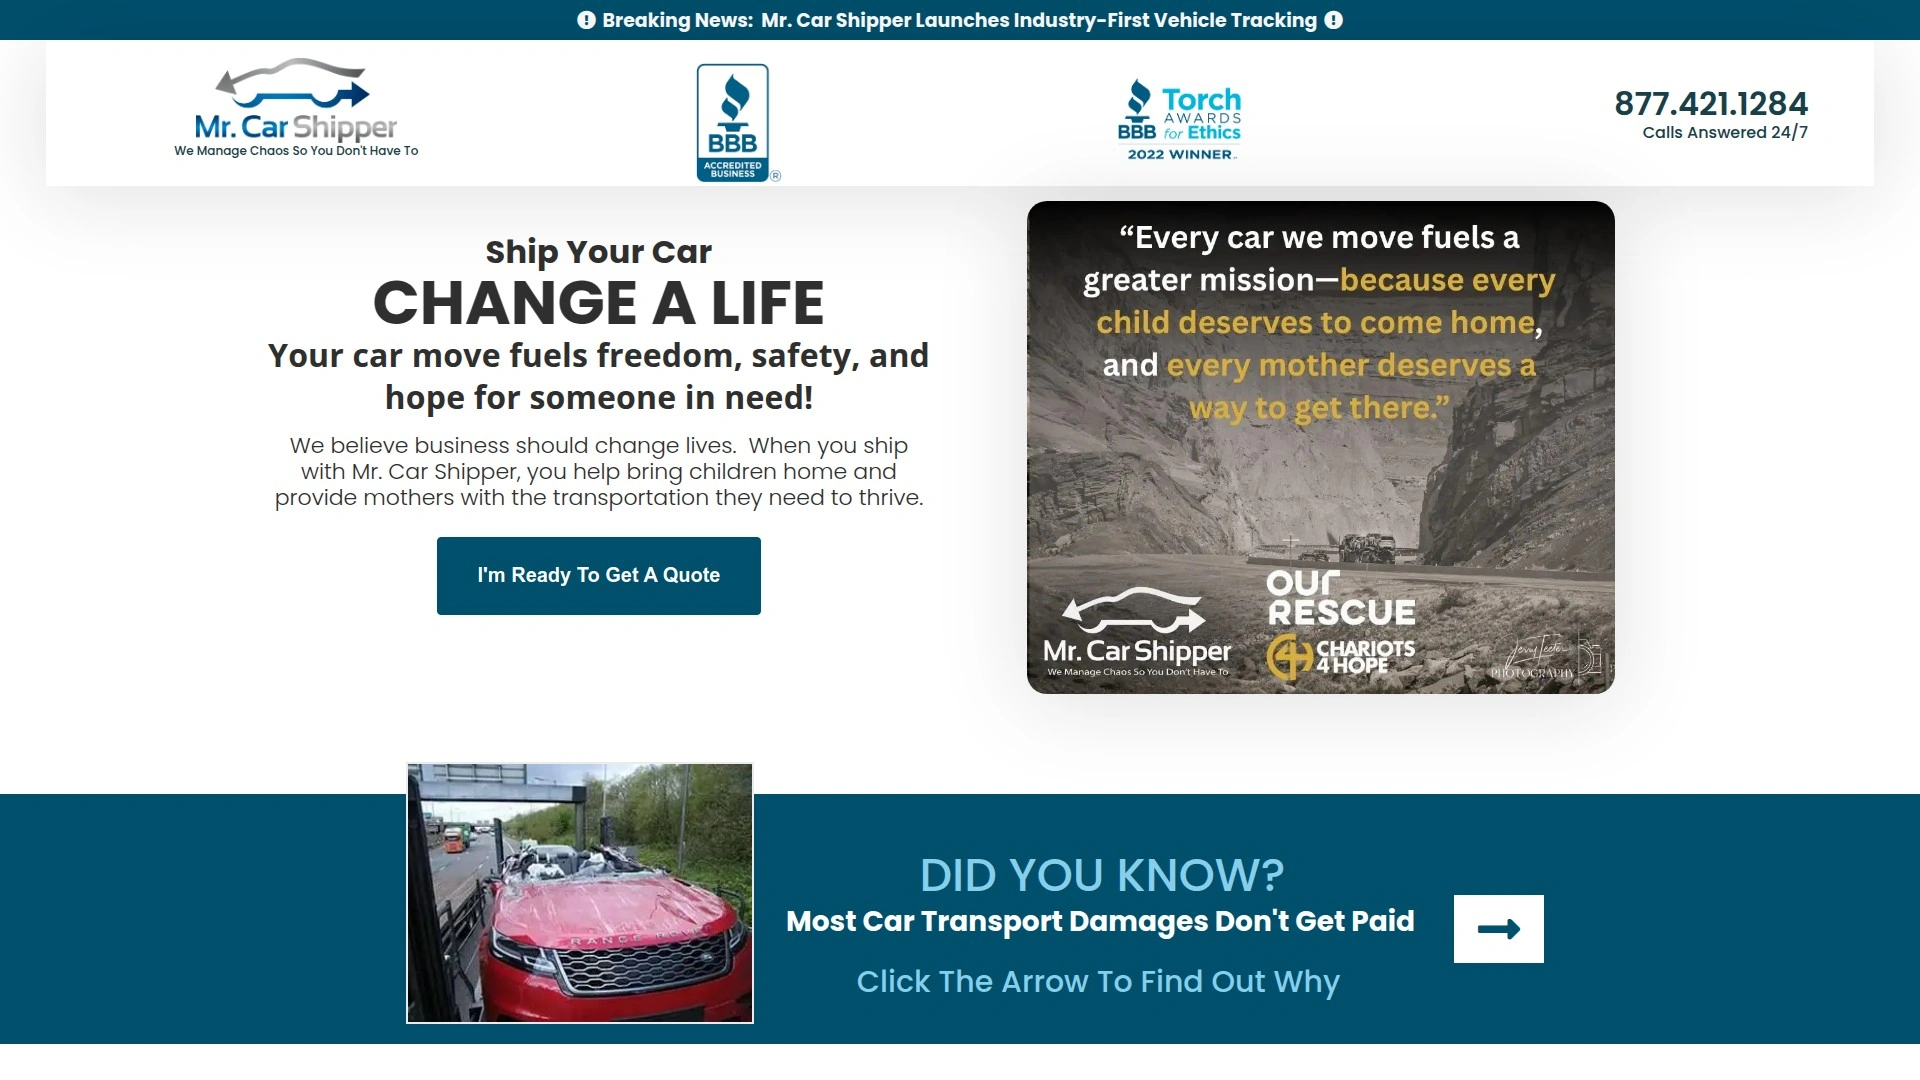 Breaking News: Mr. Car Shipper Launches Industry-First Vehicle Tracking
Mr. Car Shipper
We Manage Chaos So You Don't Have To
BBB
ACCREDITED
BUSINESS
®
Torch
AWARDS
BBB for Ethics
2022 WINNER
877.421.1284
Calls Answered 24/7
Ship Your Car
CHANGE A LIFE
Your car move fuels freedom, safety, and
hope for someone in need!
We believe business should change lives. When you ship
with Mr. Car Shipper, you help bring children home and
provide mothers with the transportation they need to thrive.
I'm Ready To Get A Quote
“Every car we move fuels a
greater mission—because every
child deserves to come home,
and every mother deserves a
way to get there.”
Mr. Car Shipper
We Manage Chaos So You Don't Have To
OUR
RESCUE
4H CHARIOTS
4 HOPE
Jerry Teeter
PHOTOGRAPHY
RANGE ROVER
DID YOU KNOW?
Most Car Transport Damages Don't Get Paid
Click The Arrow To Find Out Why